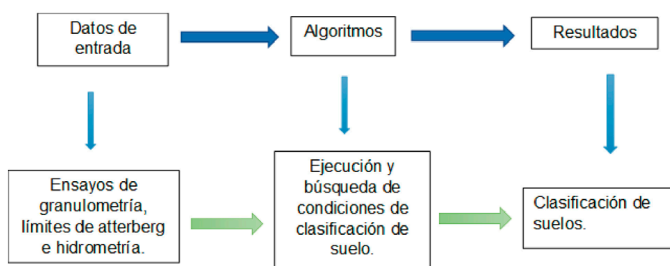 Datos de
entrada
Algoritmos
Resultados
Ensayos de
granulometría,
límites de atterberg
e hidrometría.
Ejecución y
búsqueda de
condiciones de
clasificación de
suelo.
Clasificación de
suelos.